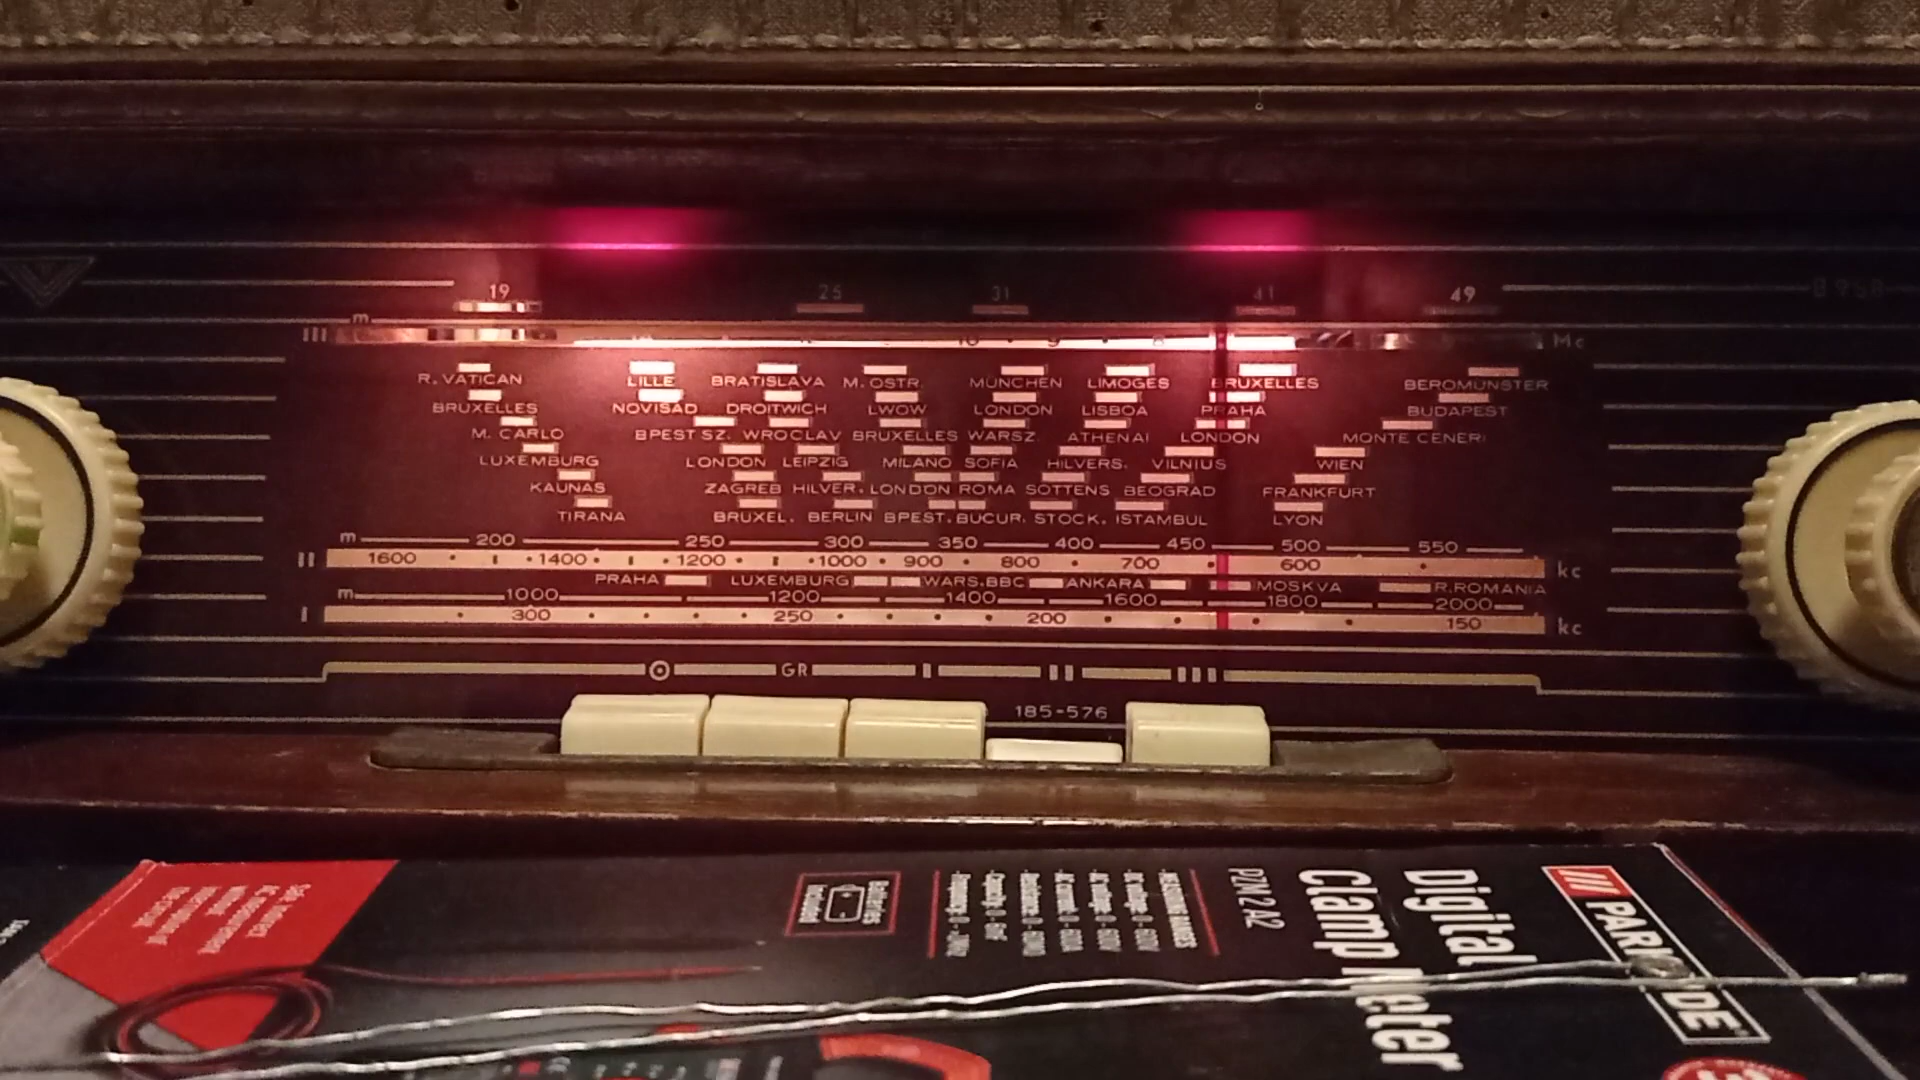 19 25 31 41 49
m
III Mc
R. VATICAN LILLE BRATISLAVA M. OSTR. MÜNCHEN LIMOGES BRUXELLES BEROMÜNSTER
BRUXELLES NOVISAD DROITWICH LWOW LONDON LISBOA PRAHA BUDAPEST
M. CARLO BPEST SZ. WROCLAV BRUXELLES WARSZ. ATHENAI LONDON MONTE CENERI
LUXEMBURG LONDON LEIPZIG MILANO SOFIA HILVERS. VILNIUS WIEN
KAUNAS ZAGREB HILVER. LONDON ROMA SOTTENS BEOGRAD FRANKFURT
TIRANA BRUXEL. BERLIN BPEST. BUCUR. STOCK. ISTAMBUL LYON
m 200 250 300 350 400 450 500 550
II 1600 1400 1200 1000 900 800 700 600 kc
PRAHA LUXEMBURG WARS. BBC ANKARA MOSKVA R.ROMANIA
m 1000 1200 1400 1600 1800 2000
I 300 250 200 150 kc
GR I II III
185-576
PARKSIDE
Digital
Clamp Meter
PZM 2 A2
Batteries
included